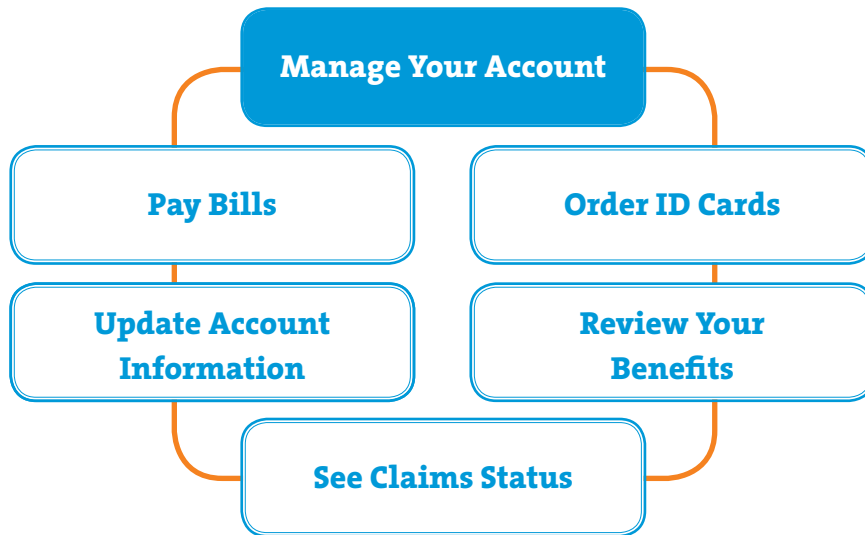 Manage Your Account
Pay Bills
Order ID Cards
Update Account
Information
Review Your
Benefits
See Claims Status